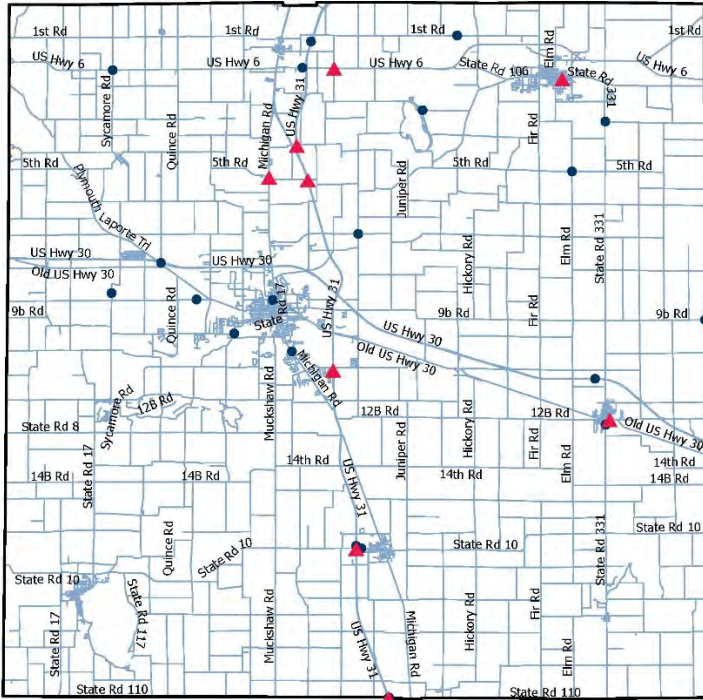 1st Rd
1st Rd
1st Rd
US Hwy 6
US Hwy 6
US Hwy 6
State Rd 106
Elm Rd
State Rd
331
US Hwy 6
Sycamore Rd
Quince Rd
Michigan Rd
US Hwy 31
Fir Rd
5th Rd
5th Rd
5th Rd
5th Rd
Juniper Rd
Plymouth Laporte Trl
Hickory Rd
Elm Rd
State Rd 331
US Hwy 30
Old US Hwy 30
US Hwy 30
US Hwy 31
9b Rd
Quince Rd
State Rd 17
US Hwy 30
9b Rd
Fir Rd
9b Rd
Old US Hwy 30
Michigan Rd
Muckshaw Rd
Sycamore Rd
12B Rd
12B Rd
12B Rd
Old US Hwy 30
State Rd 8
Juniper Rd
Hickory Rd
Fir Rd
Elm Rd
14th Rd
14th Rd
14th Rd
14B Rd
14B Rd
14B Rd
State Rd 17
US Hwy 31
State Rd 10
Quince Rd
State Rd 10
State Rd 10
State Rd 331
State Rd 10
State Rd 117
State Rd 17
Muckshaw Rd
US Hwy 31
Michigan Rd
Hickory Rd
Fir Rd
Elm Rd
State Rd 110
State Rd 110